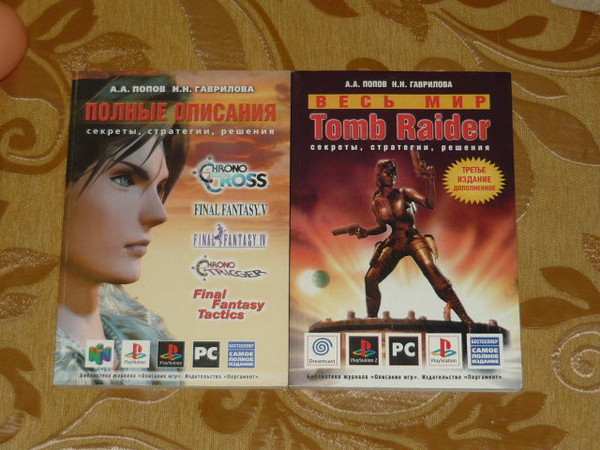 А.А. ПОПОВ Н.Н. ГАВРИЛОВА
ПОЛНЫЕ ОПИСАНИЯ
секреты, стратегии, решения
CHRONO
CROSS
FINAL FANTASY V
FINAL FANTASY IV
CHRONO
TRIGGER
Final
Fantasy
Tactics
PlayStation
PlayStation
PC
БЕСТСЕЛЛЕР
САМОЕ
ПОЛНОЕ
ИЗДАНИЕ
Библиотека журнала «Описание игр». Издательство «Пергамент».
А.А. ПОПОВ Н.Н. ГАВРИЛОВА
ВЕСЬ МИР
Tomb Raider
секреты, стратегии, решения
ТРЕТЬЕ
ИЗДАНИЕ
ДОПОЛНЕННОЕ
Dreamcast
PlayStation
PC
PlayStation 2
БЕСТСЕЛЛЕР
САМОЕ
ПОЛНОЕ
ИЗДАНИЕ
Библиотека журнала «Описание игр». Издательство «Пергамент».